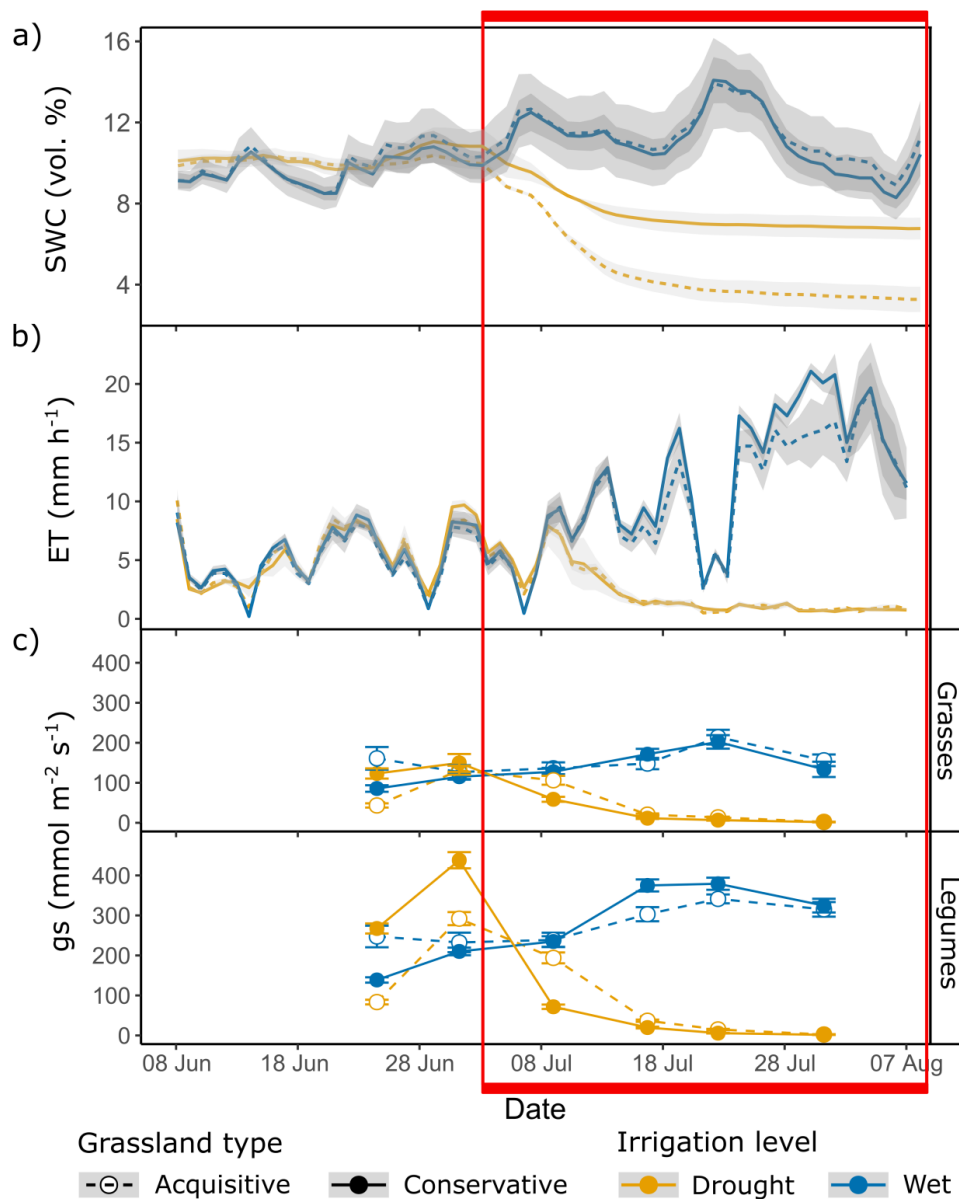 a)
16
12
8
4
SWC (vol. %)
b)
20
15
10
5
0
ET (mm h⁻¹)
c)
400
300
200
100
0
Grasses
400
300
200
100
0
Legumes
gs (mmol m⁻² s⁻¹)
08 Jun 18 Jun 28 Jun 08 Jul 18 Jul 28 Jul 07 Aug
Date
Grassland type Irrigation level
Acquisitive Conservative Drought Wet